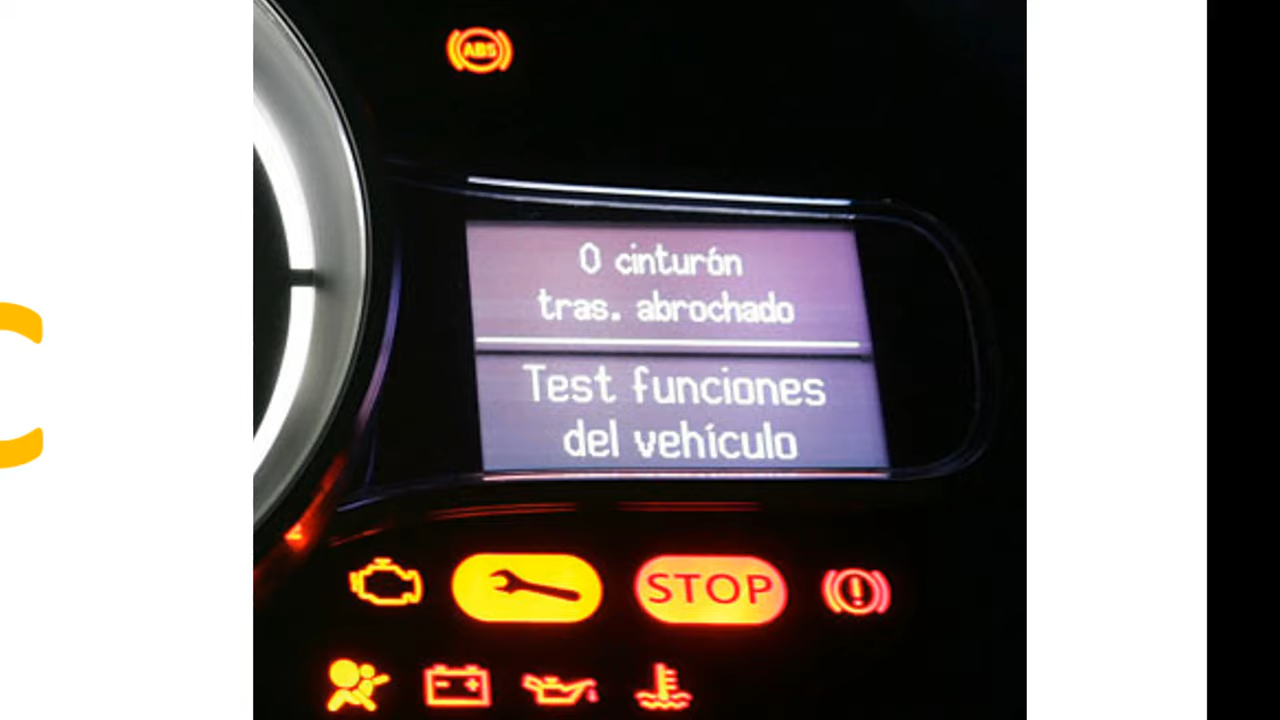 C
ABS
0 cinturón
tras. abrochado
Test funciones
del vehículo
STOP